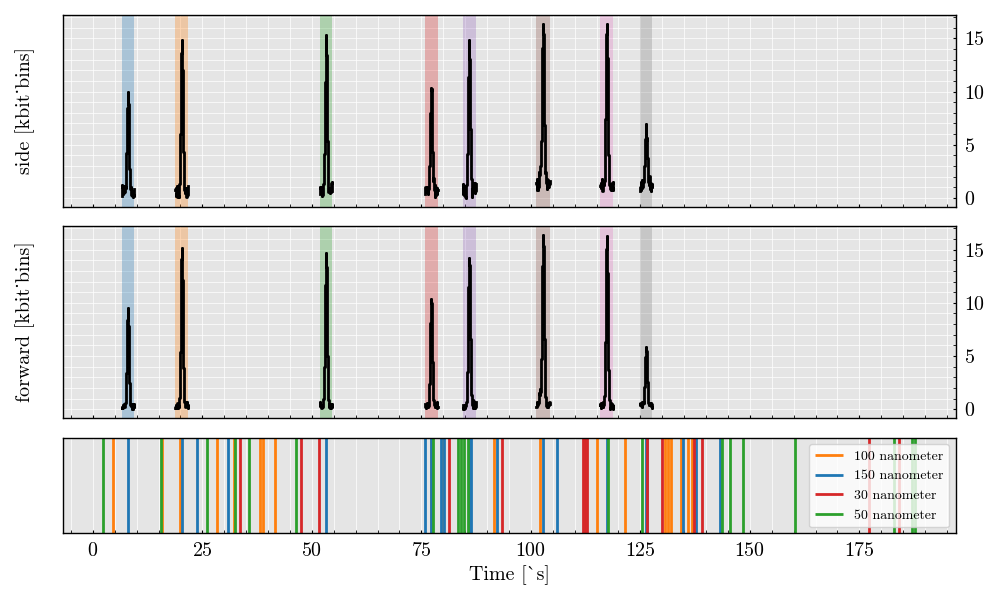 side [kbit˙bins]
15
10
5
0
forward [kbit˙bins]
15
10
5
0
100 nanometer
150 nanometer
30 nanometer
50 nanometer
0 25 50 75 100 125 150 175
Time [`s]